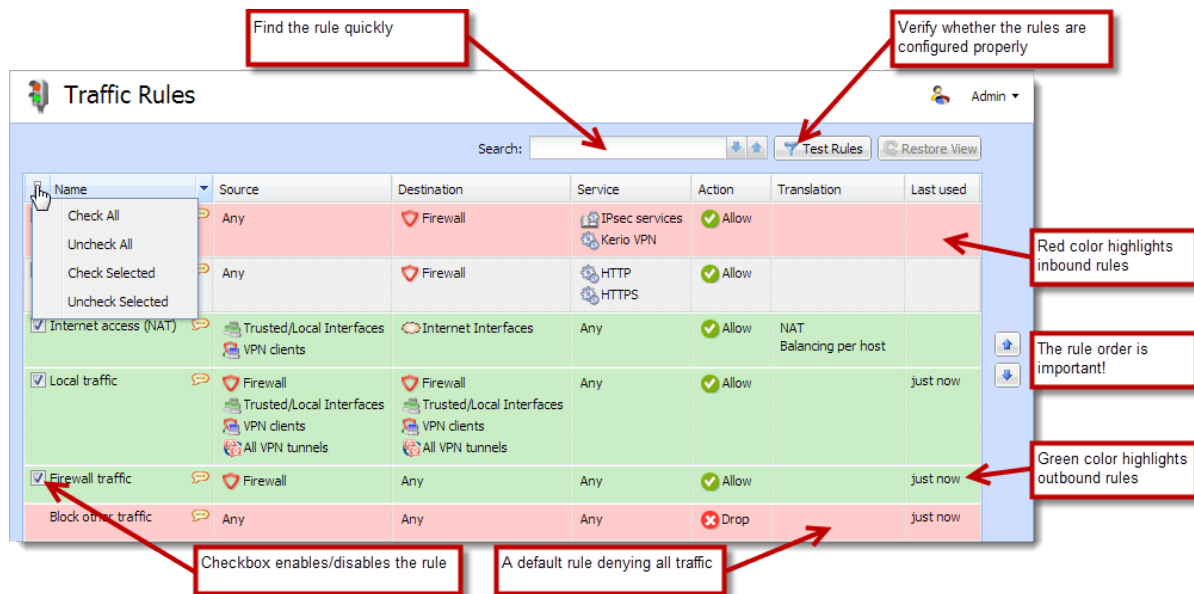 Find the rule quickly
Verify whether the rules are
configured properly
Traffic Rules
Admin
Search:
Test Rules
Restore View
Name
Source
Destination
Service
Action
Translation
Last used
Check All
Uncheck All
Check Selected
Uncheck Selected
Any
Firewall
IPsec services
Kerio VPN
Allow
Red color highlights
inbound rules
Any
Firewall
HTTP
HTTPS
Allow
Internet access (NAT)
Trusted/Local Interfaces
VPN clients
Internet Interfaces
Any
Allow
NAT
Balancing per host
The rule order is
important!
Local traffic
Firewall
Trusted/Local Interfaces
VPN clients
All VPN tunnels
Firewall
Trusted/Local Interfaces
VPN clients
All VPN tunnels
Any
Allow
just now
Green color highlights
outbound rules
Firewall traffic
Firewall
Any
Any
Allow
just now
Block other traffic
Any
Any
Any
Drop
just now
Checkbox enables/disables the rule
A default rule denying all traffic